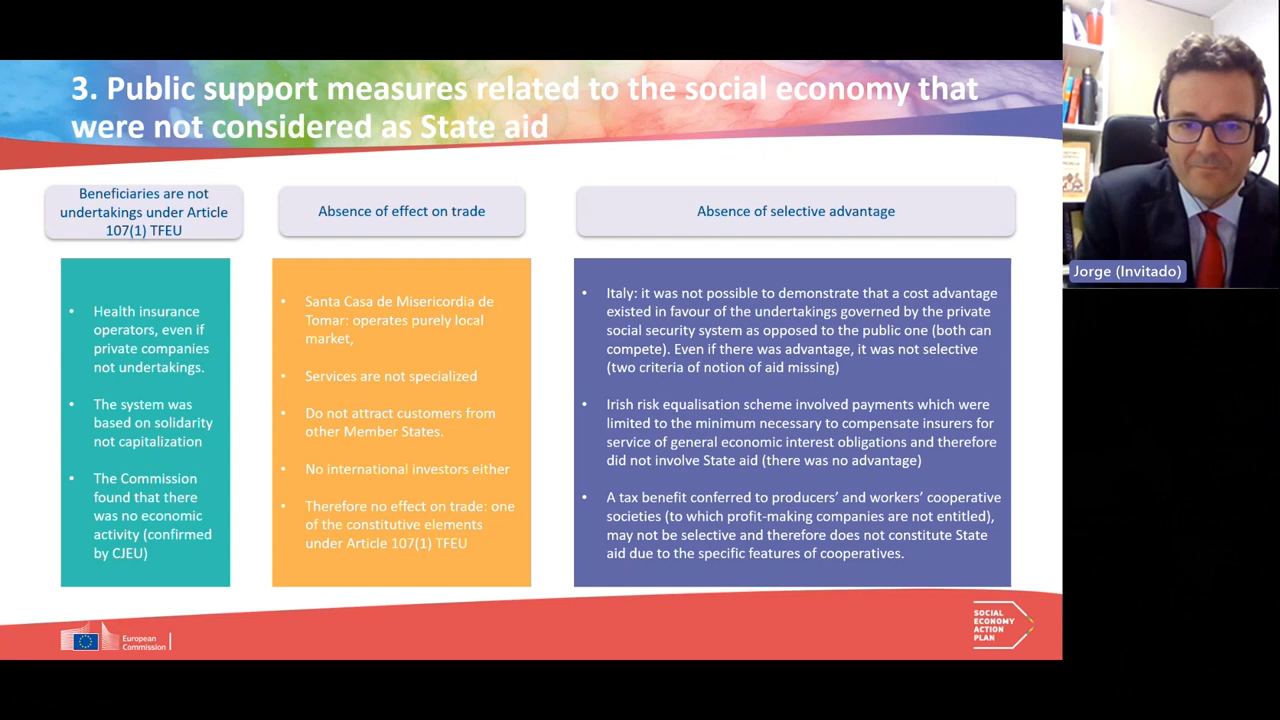 3. Public support measures related to the social economy that
were not considered as State aid
Beneficiaries are not
undertakings under Article
107(1) TFEU
Absence of effect on trade
Absence of selective advantage
• Health insurance
operators, even if
private companies
not undertakings.
• The system was
based on solidarity
not capitalization
• The Commission
found that there
was no economic
activity (confirmed
by CJEU)
• Santa Casa de Misericordia de
Tomar: operates purely local
market,
• Services are not specialized
• Do not attract customers from
other Member States.
• No international investors either
• Therefore no effect on trade: one
of the constitutive elements
under Article 107(1) TFEU
• Italy: it was not possible to demonstrate that a cost advantage
existed in favour of the undertakings governed by the private
social security system as opposed to the public one (both can
compete). Even if there was advantage, it was not selective
(two criteria of notion of aid missing)
• Irish risk equalisation scheme involved payments which were
limited to the minimum necessary to compensate insurers for
service of general economic interest obligations and therefore
did not involve State aid (there was no advantage)
• A tax benefit conferred to producers’ and workers’ cooperative
societies (to which profit-making companies are not entitled),
may not be selective and therefore does not constitute State
aid due to the specific features of cooperatives.
European
Commission
SOCIAL
ECONOMY
ACTION
PLAN
Jorge (Invitado)